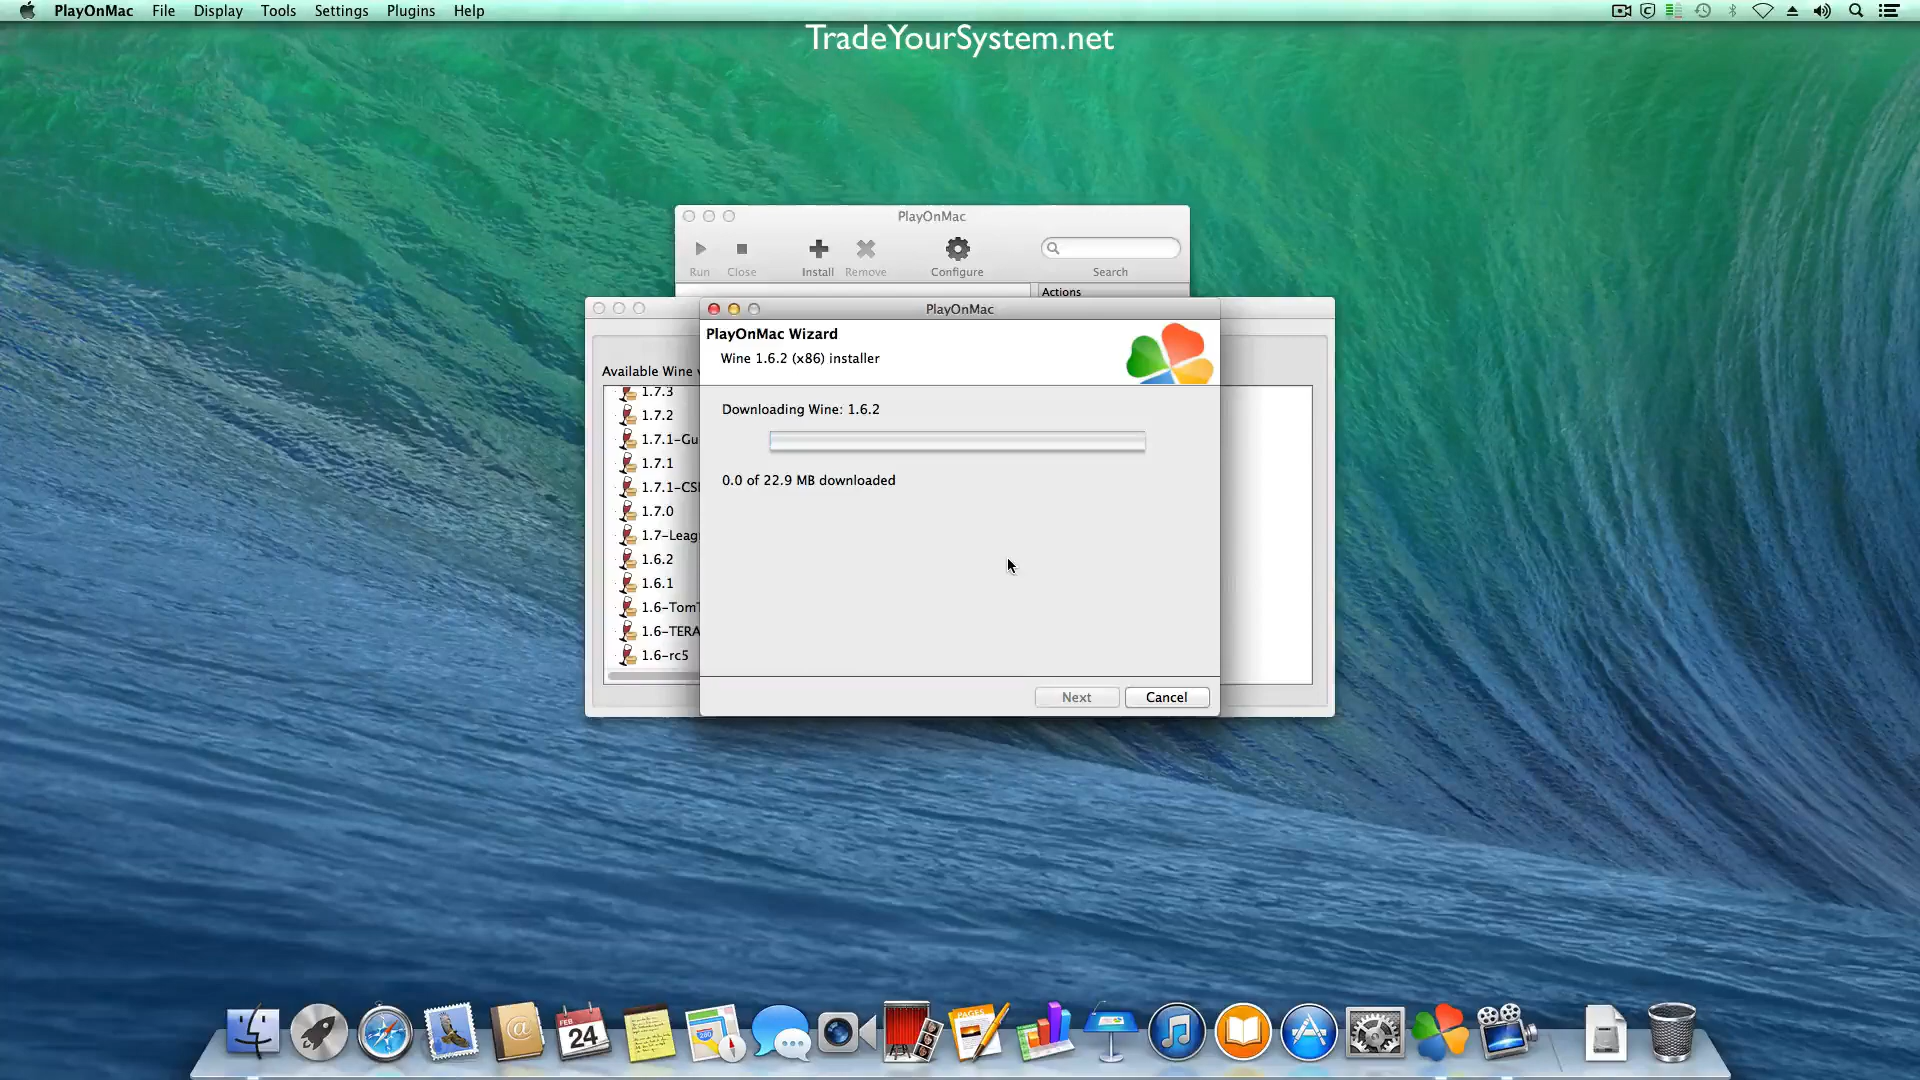 PlayOnMac File Display Tools Settings Plugins Help
TradeYourSystem.net
PlayOnMac
Run Close Install Remove Configure Search
Actions
PlayOnMac
PlayOnMac Wizard
Wine 1.6.2 (x86) installer
Available Wine
1.7.3
1.7.2
1.7.1-Gu
1.7.1
1.7.1-CS
1.7.0
1.7-Leag
1.6.2
1.6.1
1.6-TomT
1.6-TERA
1.6-rc5
Downloading Wine: 1.6.2
0.0 of 22.9 MB downloaded
Next Cancel
FEB
24
PAGES